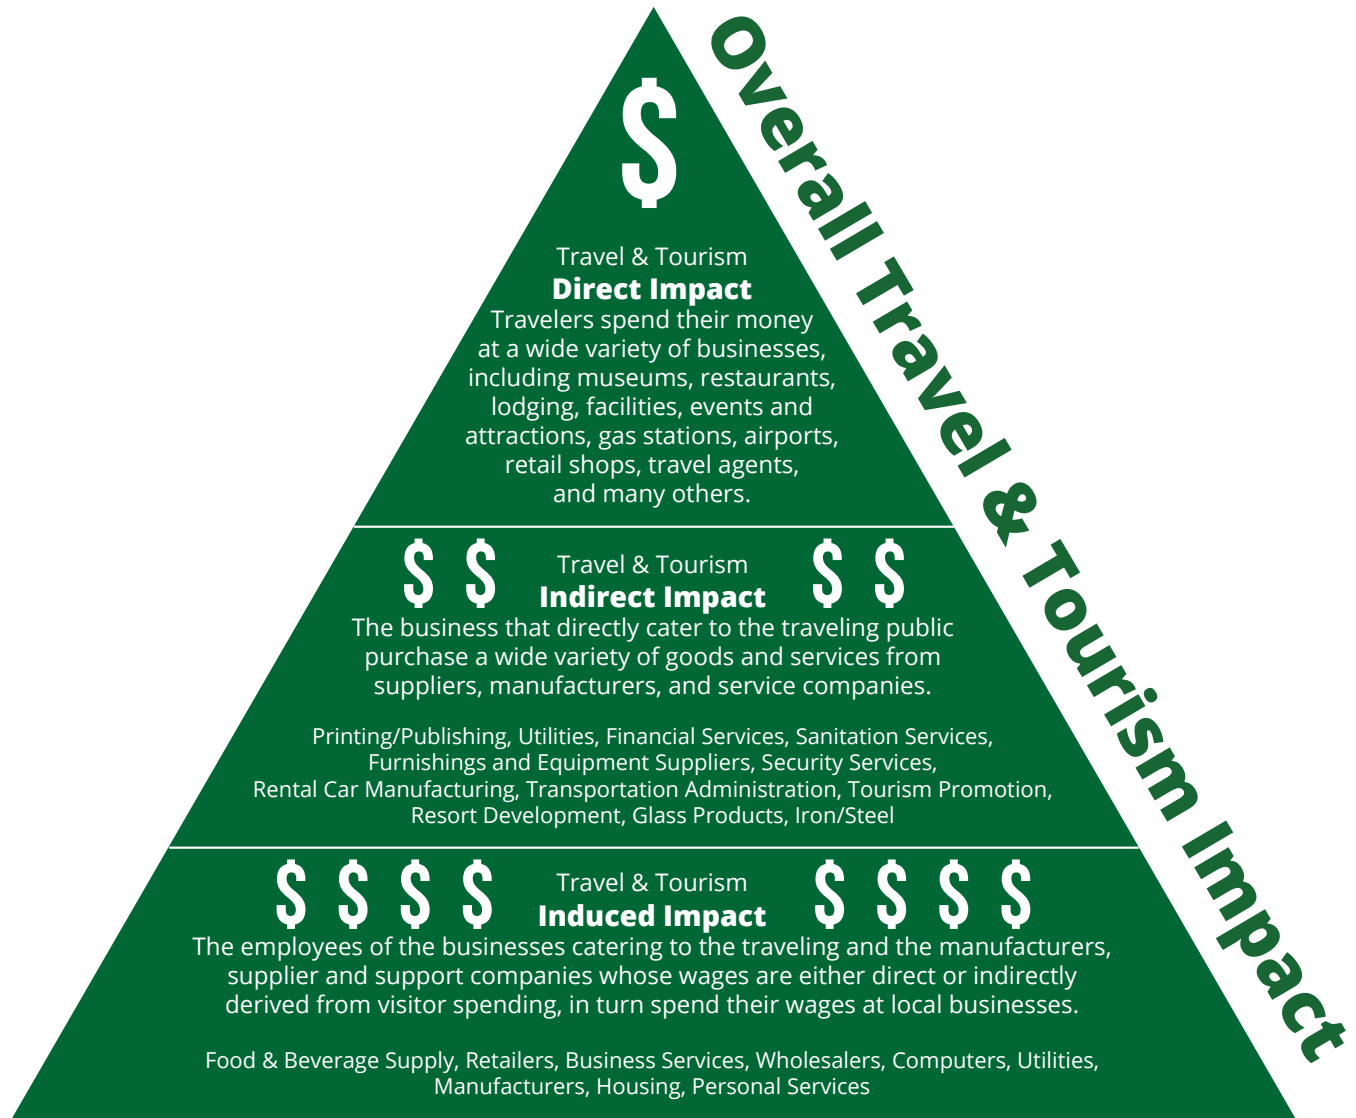 $
Travel & Tourism
Direct Impact
Travelers spend their money
at a wide variety of businesses,
including museums, restaurants,
lodging, facilities, events and
attractions, gas stations, airports,
retail shops, travel agents,
and many others.
$ $ Travel & Tourism $ $
Indirect Impact
The business that directly cater to the traveling public
purchase a wide variety of goods and services from
suppliers, manufacturers, and service companies.
Printing/Publishing, Utilities, Financial Services, Sanitation Services,
Furnishings and Equipment Suppliers, Security Services,
Rental Car Manufacturing, Transportation Administration, Tourism Promotion,
Resort Development, Glass Products, Iron/Steel
$ $ $ $ Travel & Tourism $ $ $ $
Induced Impact
The employees of the businesses catering to the traveling and the manufacturers,
supplier and support companies whose wages are either direct or indirectly
derived from visitor spending, in turn spend their wages at local businesses.
Food & Beverage Supply, Retailers, Business Services, Wholesalers, Computers, Utilities,
Manufacturers, Housing, Personal Services
Overall Travel & Tourism Impact